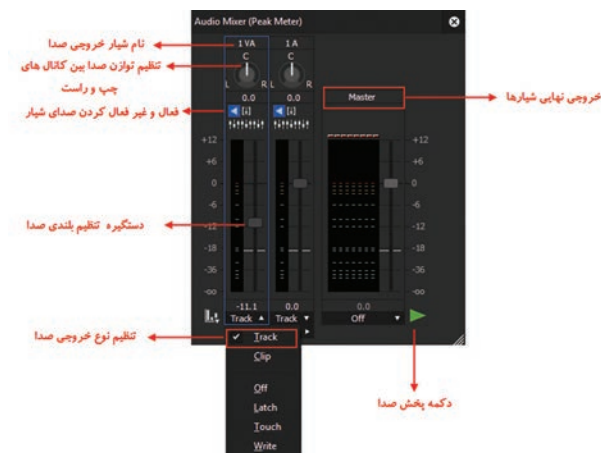 Audio Mixer (Peak Meter)
نام شیار خروجی صدا
1 VA
1 A
تنظیم توازن صدا بین کانال های
چپ و راست
C
C
L
R
L
R
0.0
0.0
Master
خروجی نهایی شیارها
فعال و غیر فعال کردن صدای شیار
[i]
[i]
+12
+6
0
-6
-12
-18
-36
-oo
+12
+6
0
-6
-12
-18
-36
-oo
دستگیره تنظیم بلندی صدا
-11.1
0.0
0.0
Track
Track
Off
تنظیم نوع خروجی صدا
Track
Clip
Off
Latch
Touch
Write
دکمه پخش صدا